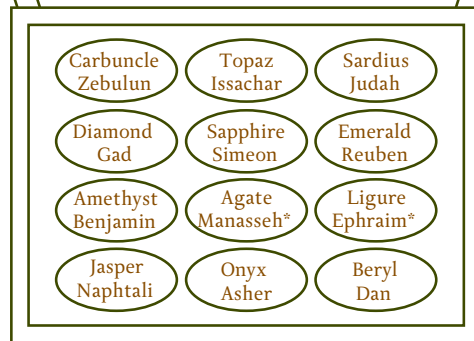 Carbuncle
Zebulun
Topaz
Issachar
Sardius
Judah
Diamond
Gad
Sapphire
Simeon
Emerald
Reuben
Amethyst
Benjamin
Agate
Manasseh*
Ligure
Ephraim*
Jasper
Naphtali
Onyx
Asher
Beryl
Dan